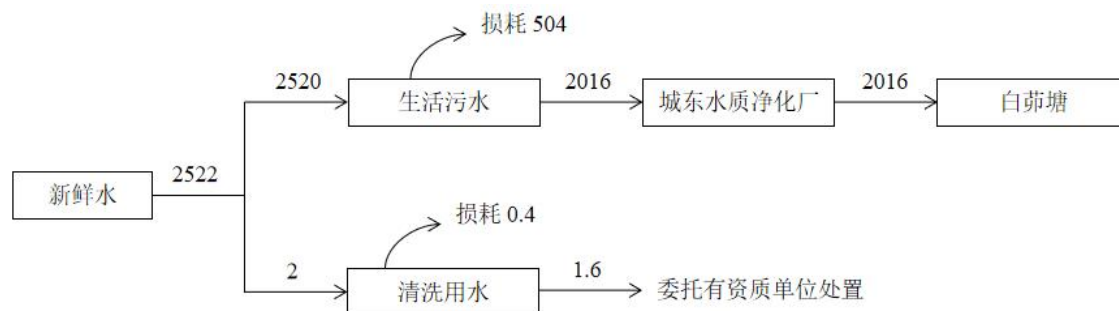 损耗 504
2520
生活污水
2016
城东水质净化厂
2016
白茆塘
新鲜水
2522
损耗 0.4
2
清洗用水
1.6
委托有资质单位处置